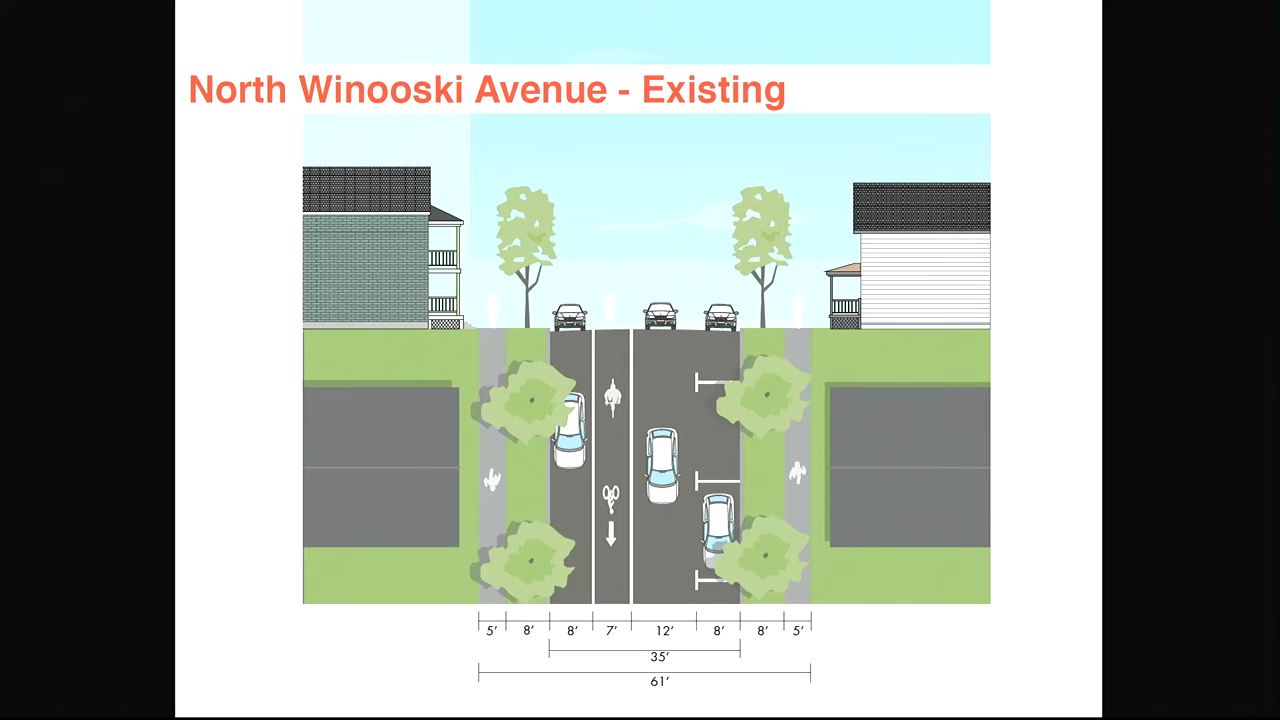 North Winooski Avenue - Existing
5’ 8’ 8’ 7’ 12’ 8’ 8’ 5’
35’
61’